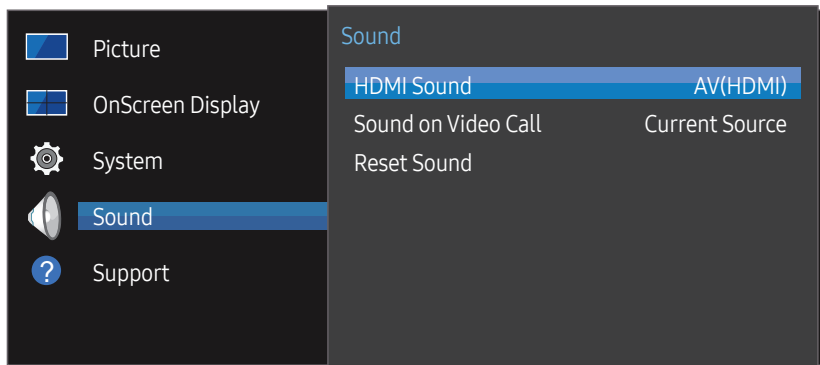 Picture
OnScreen Display
System
Sound
?
Support
Sound
HDMI Sound AV(HDMI)
Sound on Video Call Current Source
Reset Sound